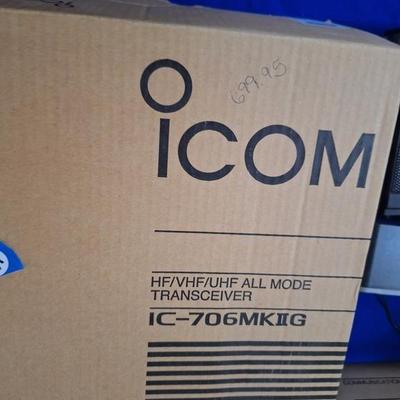 699.95
ICOM
HF/VHF/UHF ALL MODE
TRANSCEIVER
IC-706MKIIG